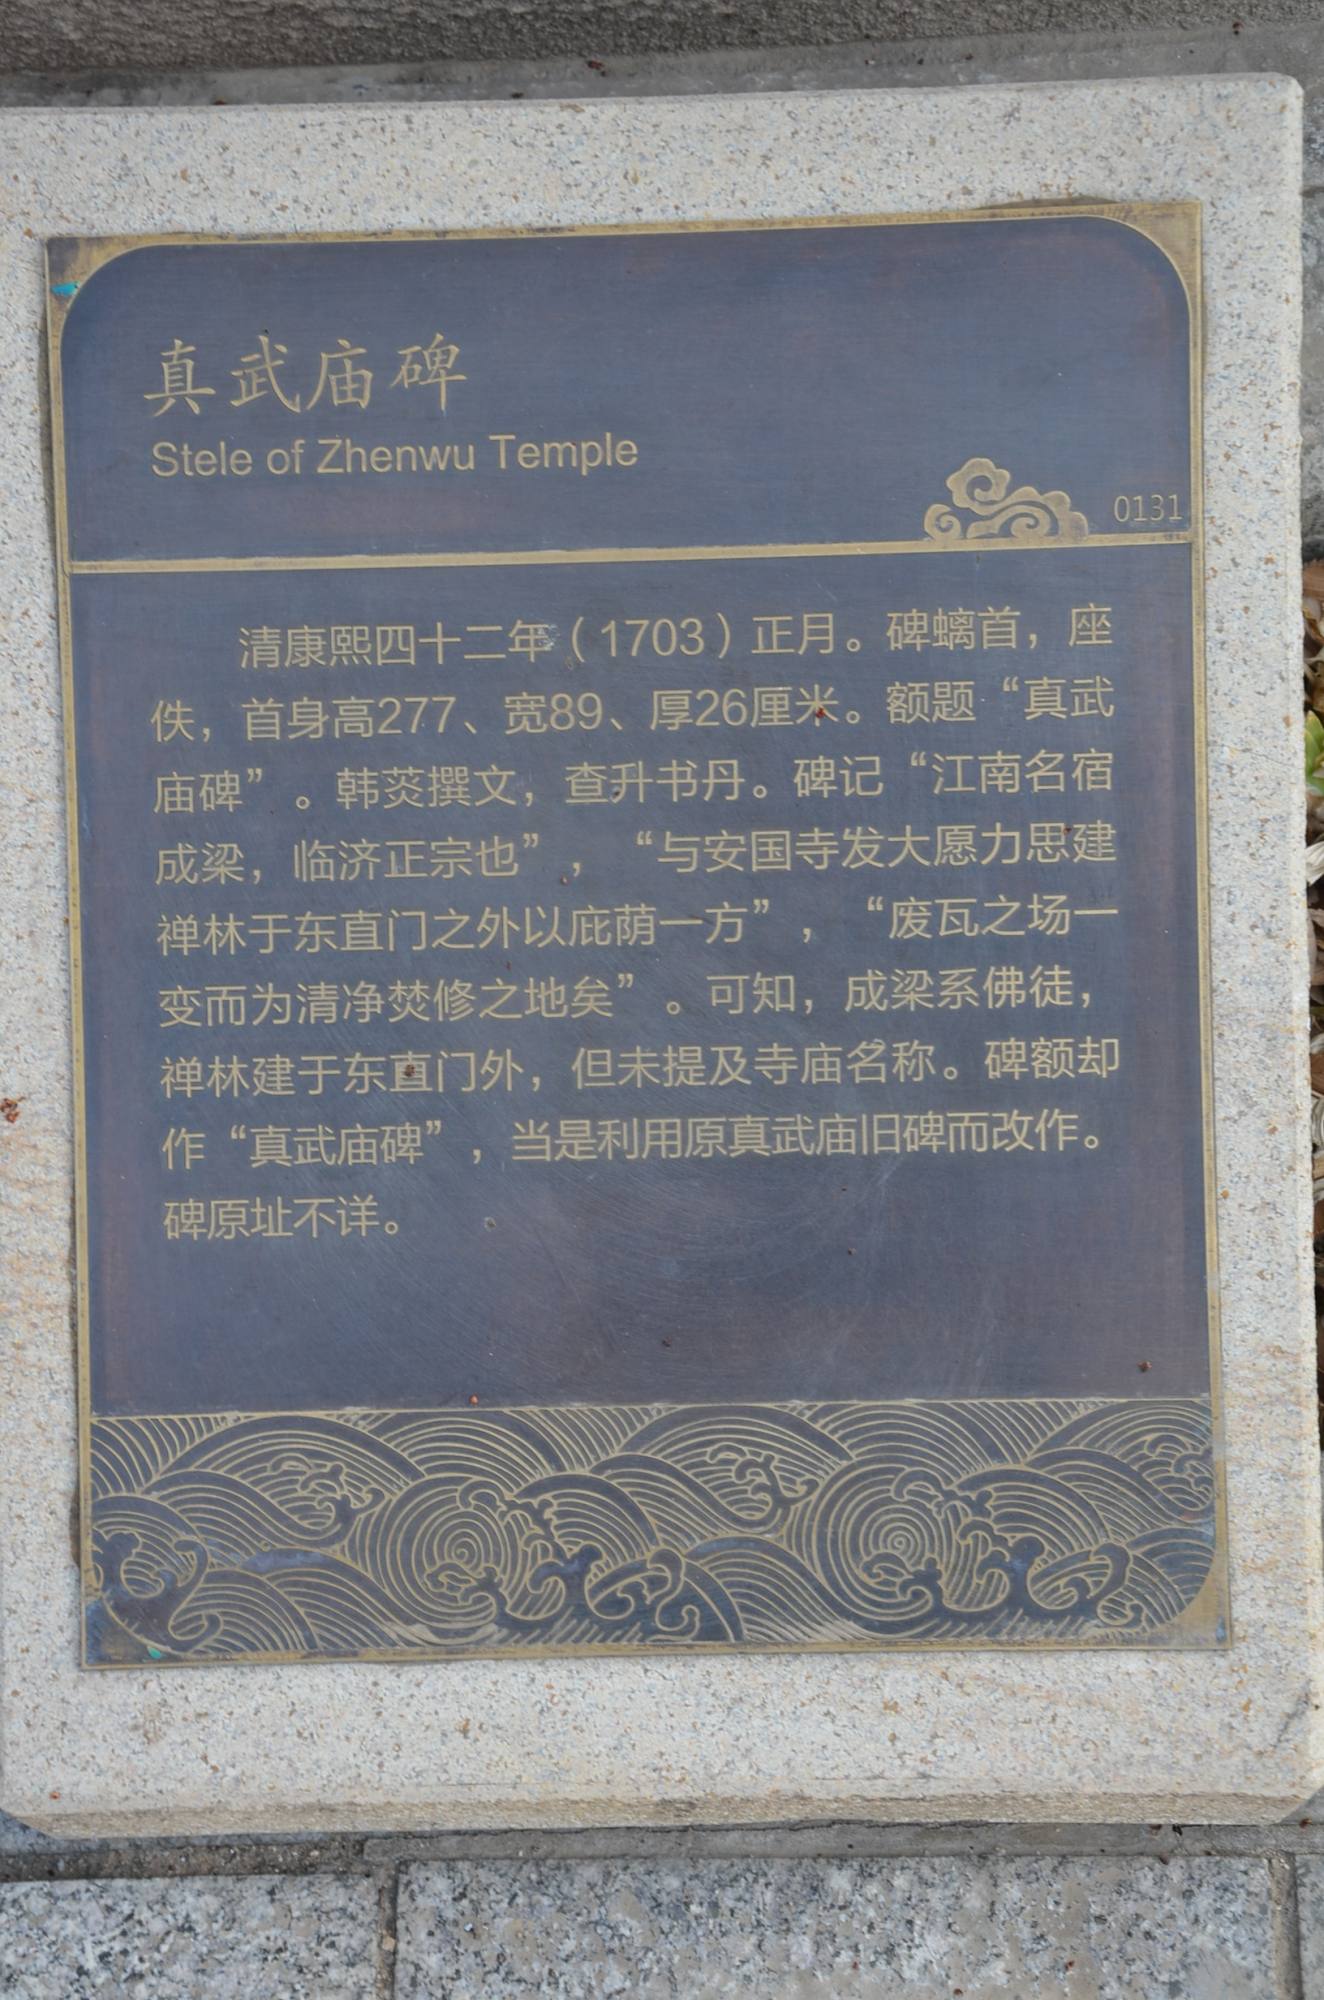 真武庙碑
Stele of Zhenwu Temple
0131
清康熙四十二年（1703）正月。碑螭首，座
佚，首身高277、宽89、厚26厘米。额题“真武
庙碑”。韩菼撰文，查升书丹。碑记“江南名宿
成梁，临济正宗也”，“与安国寺发大愿力思建
禅林于东直门之外以庇荫一方”，“废瓦之场一
变而为清净焚修之地矣”。可知，成梁系佛徒，
禅林建于东直门外，但未提及寺庙名称。碑额却
作“真武庙碑”，当是利用原真武庙旧碑而改作。
碑原址不详。